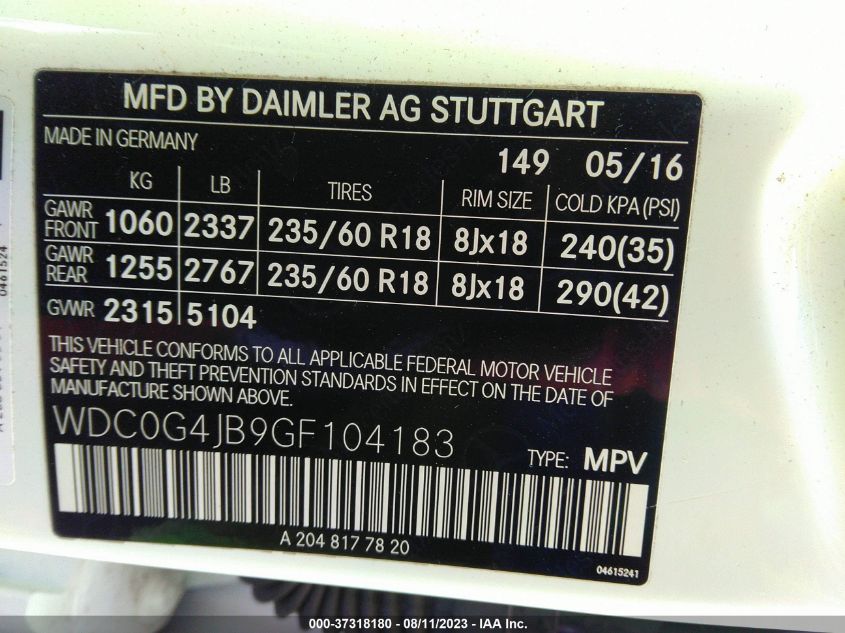 MFD BY DAIMLER AG STUTTGART
MADE IN GERMANY
149 05/16
KG LB TIRES RIM SIZE COLD KPA (PSI)
GAWR FRONT 1060 2337 235/60 R18 8Jx18 240(35)
GAWR REAR 1255 2767 235/60 R18 8Jx18 290(42)
GVWR 2315 5104
THIS VEHICLE CONFORMS TO ALL APPLICABLE FEDERAL MOTOR VEHICLE
SAFETY AND THEFT PREVENTION STANDARDS IN EFFECT ON THE DATE OF
MANUFACTURE SHOWN ABOVE.
WDC0G4JB9GF104183
TYPE: MPV
A 204 817 78 20
04615241
0461524
000-37318180 - 08/11/2023 - IAA Inc.